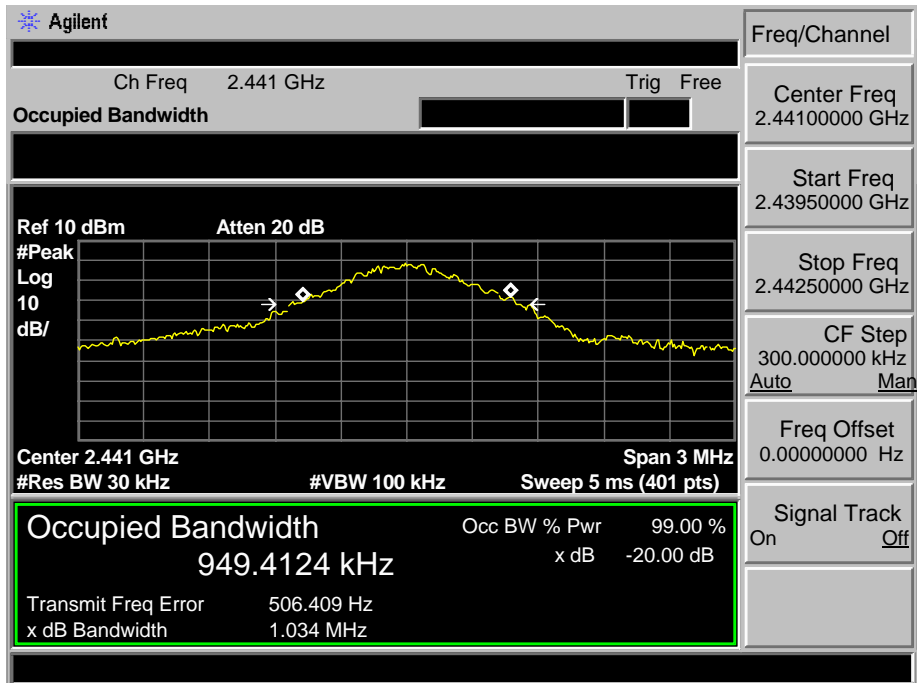 Agilent
Freq/Channel
Ch Freq 2.441 GHz Trig Free
Occupied Bandwidth
Center Freq
2.44100000 GHz
Start Freq
2.43950000 GHz
Stop Freq
2.44250000 GHz
CF Step
300.000000 kHz
Auto Man
Freq Offset
0.00000000 Hz
Signal Track
On Off
Ref 10 dBm Atten 20 dB
#Peak
Log
10
dB/
Center 2.441 GHz Span 3 MHz
#Res BW 30 kHz #VBW 100 kHz Sweep 5 ms (401 pts)
Occupied Bandwidth Occ BW % Pwr 99.00 %
949.4124 kHz x dB -20.00 dB
Transmit Freq Error 506.409 Hz
x dB Bandwidth 1.034 MHz